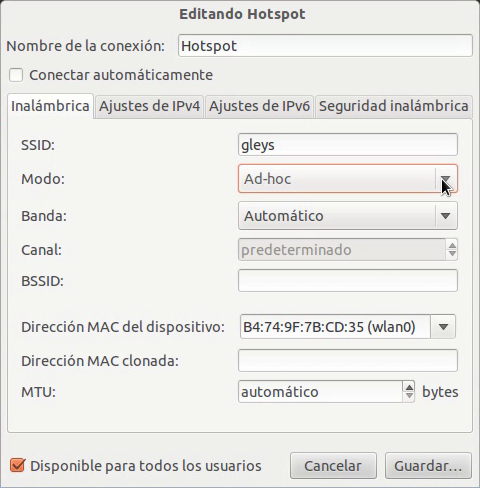 Editando Hotspot
Nombre de la conexión: Hotspot
Conectar automáticamente
Inalámbrica Ajustes de IPv4 Ajustes de IPv6 Seguridad inalámbrica
SSID: gleys
Modo: Ad-hoc
Banda: Automático
Canal: predeterminado
BSSID:
Dirección MAC del dispositivo: B4:74:9F:7B:CD:35 (wlan0)
Dirección MAC clonada:
MTU: automático bytes
Disponible para todos los usuarios Cancelar Guardar...